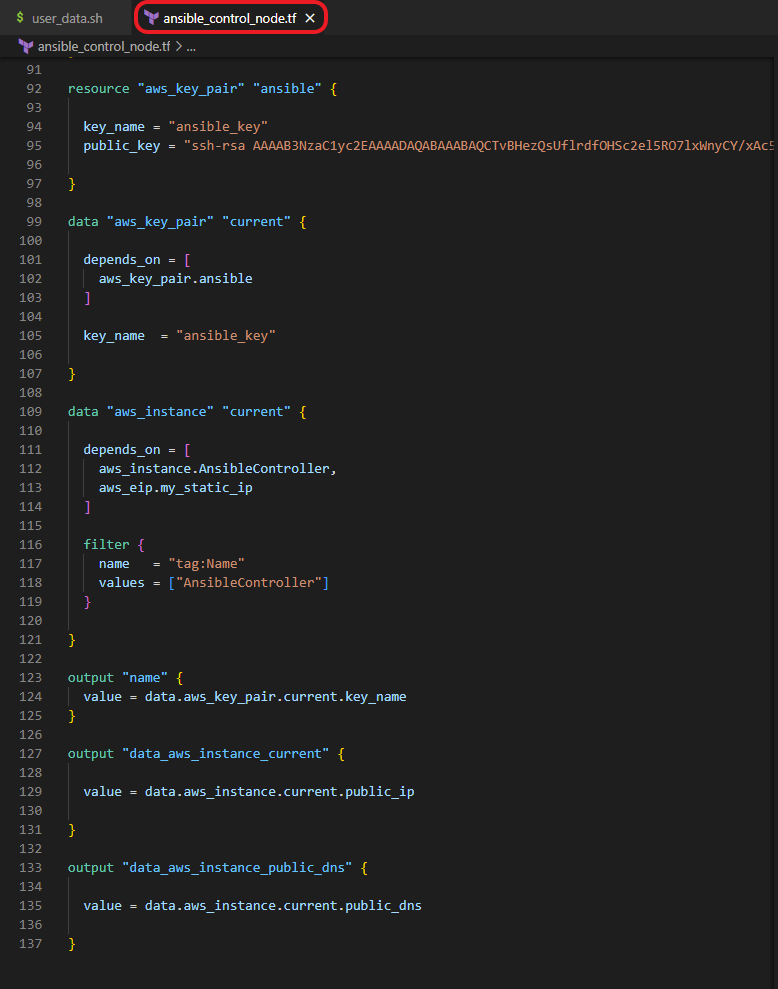 $ user_data.sh ansible_control_node.tf ×
ansible_control_node.tf > ...
91
92 resource "aws_key_pair" "ansible" {
93
94 key_name = "ansible_key"
95 public_key = "ssh-rsa AAAAB3NzaC1yc2EAAAADAQABAAABAQCTvBHezQsUflrdfOHSc2el5RO7lxWnyCY/xAc5
96
97 }
98
99 data "aws_key_pair" "current" {
100
101 depends_on = [
102 aws_key_pair.ansible
103 ]
104
105 key_name  = "ansible_key"
106
107 }
108
109 data "aws_instance" "current" {
110
111 depends_on = [
112 aws_instance.AnsibleController,
113 aws_eip.my_static_ip
114 ]
115
116 filter {
117 name   = "tag:Name"
118 values = ["AnsibleController"]
119 }
120
121 }
122
123 output "name" {
124 value = data.aws_key_pair.current.key_name
125 }
126
127 output "data_aws_instance_current" {
128
129 value = data.aws_instance.current.public_ip
130
131 }
132
133 output "data_aws_instance_public_dns" {
134
135 value = data.aws_instance.current.public_dns
136
137 }